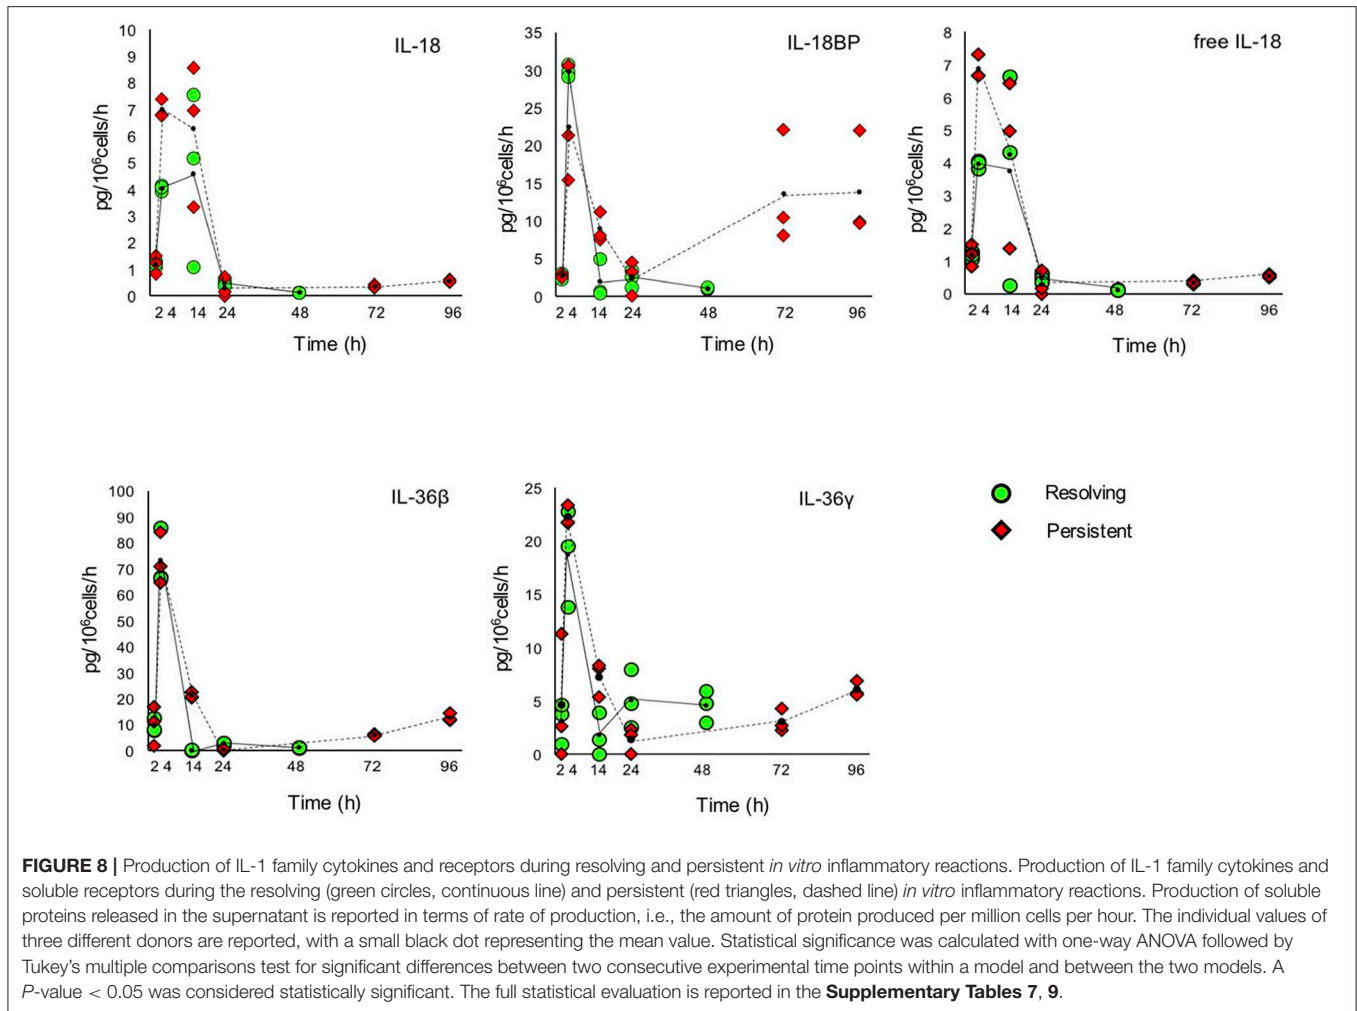 IL-18
10
9
8
7
6
5
4
3
2
1
0
pg/10⁶cells/h
2 4 14 24 48 72 96
Time (h)
IL-18BP
35
30
25
20
15
10
5
0
pg/10⁶cells/h
2 4 14 24 48 72 96
Time (h)
free IL-18
8
7
6
5
4
3
2
1
0
pg/10⁶cells/h
2 4 14 24 48 72 96
Time (h)
IL-36β
100
90
80
70
60
50
40
30
20
10
0
pg/10⁶cells/h
2 4 14 24 48 72 96
Time (h)
IL-36γ
25
20
15
10
5
0
pg/10⁶cells/h
2 4 14 24 48 72 96
Time (h)
Resolving
Persistent
FIGURE 8 | Production of IL-1 family cytokines and receptors during resolving and persistent in vitro inflammatory reactions. Production of IL-1 family cytokines and
soluble receptors during the resolving (green circles, continuous line) and persistent (red triangles, dashed line) in vitro inflammatory reactions. Production of soluble
proteins released in the supernatant is reported in terms of rate of production, i.e., the amount of protein produced per million cells per hour. The individual values of
three different donors are reported, with a small black dot representing the mean value. Statistical significance was calculated with one-way ANOVA followed by
Tukey's multiple comparisons test for significant differences between two consecutive experimental time points within a model and between the two models. A
P-value < 0.05 was considered statistically significant. The full statistical evaluation is reported in the Supplementary Tables 7, 9.